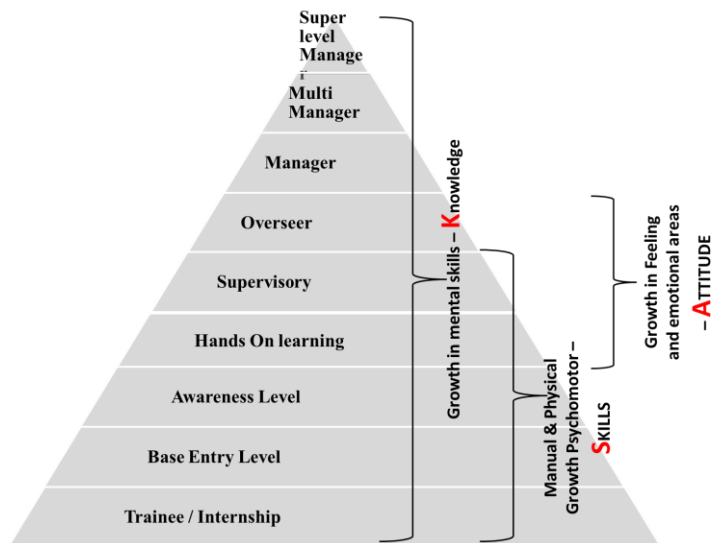 Super
level
Manage
r
Multi
Manager
Manager
Overseer
Supervisory
Hands On learning
Awareness Level
Base Entry Level
Trainee / Internship
Growth in mental skills – Knowledge
Manual & Physical
Growth Psychomotor –
SKILLS
Growth in Feeling
and emotional areas
– ATTITUDE